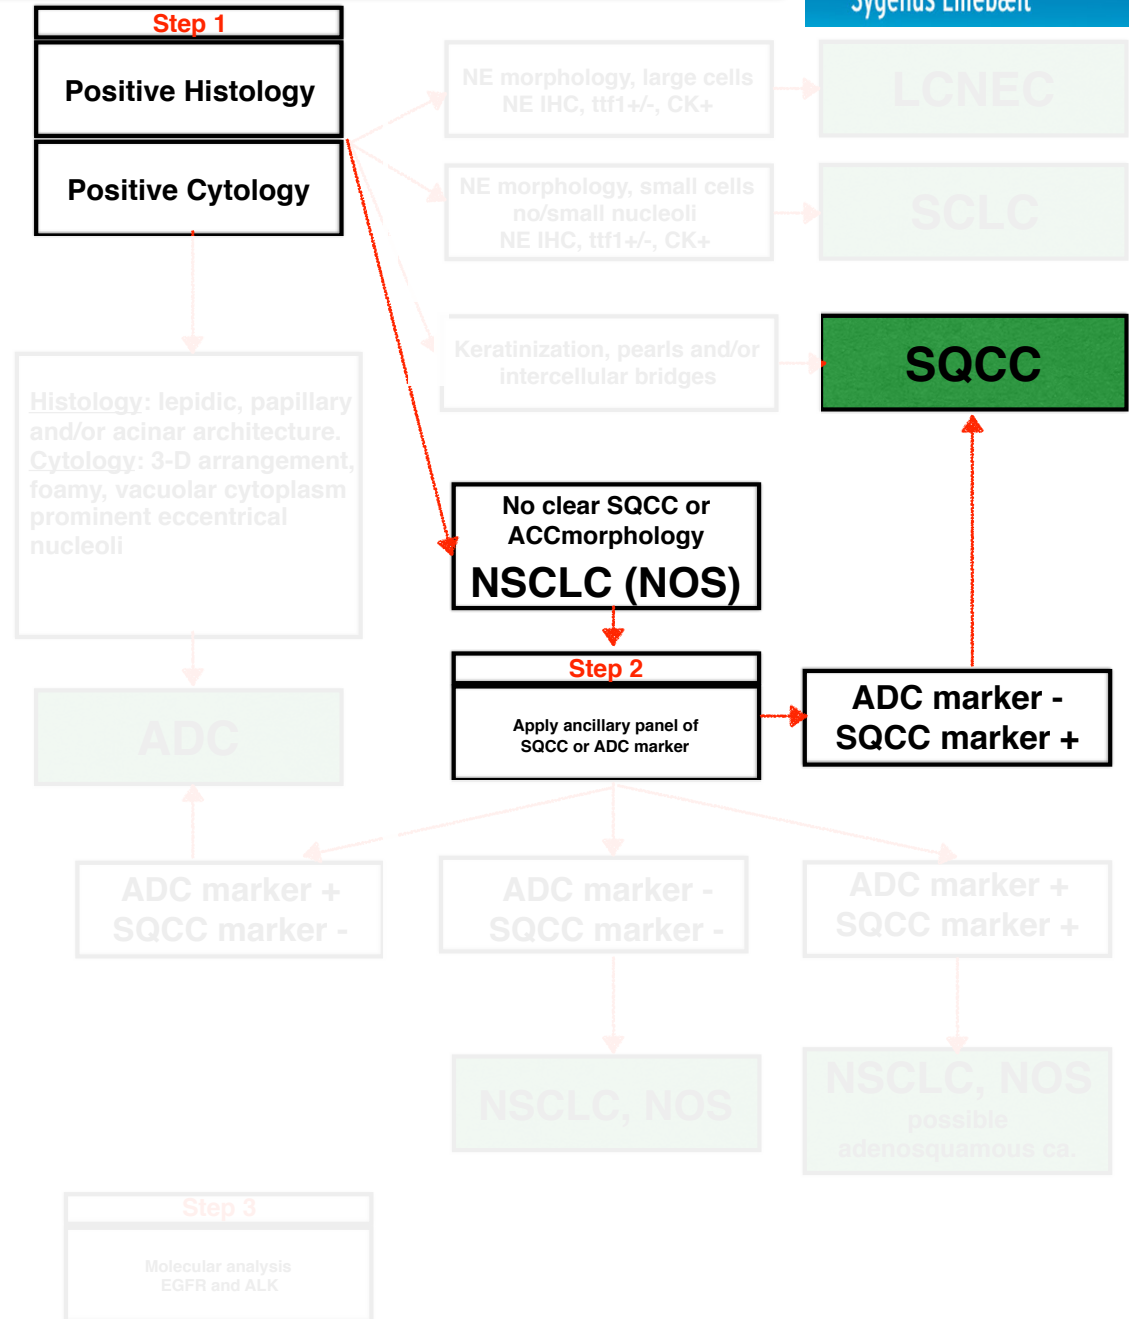 Sygehus Lillebælt
Step 1
Positive Histology
Positive Cytology
NE morphology, large cells
NE IHC, ttf1+/-, CK+
LCNEC
NE morphology, small cells
no/small nucleoli
NE IHC, ttf1+/-, CK+
SCLC
Keratinization, pearls and/or
intercellular bridges
SQCC
Histology: lepidic, papillary
and/or acinar architecture.
Cytology: 3-D arrangement,
foamy, vacuolar cytoplasm
prominent eccentrical
nucleoli
No clear SQCC or
ACCmorphology
NSCLC (NOS)
Step 2
Apply ancillary panel of
SQCC or ADC marker
ADC marker -
SQCC marker +
ADC
ADC marker +
SQCC marker -
ADC marker -
SQCC marker -
ADC marker +
SQCC marker +
NSCLC, NOS
NSCLC, NOS
possible
adenosquamous ca.
Step 3
Molecular analysis
EGFR and ALK